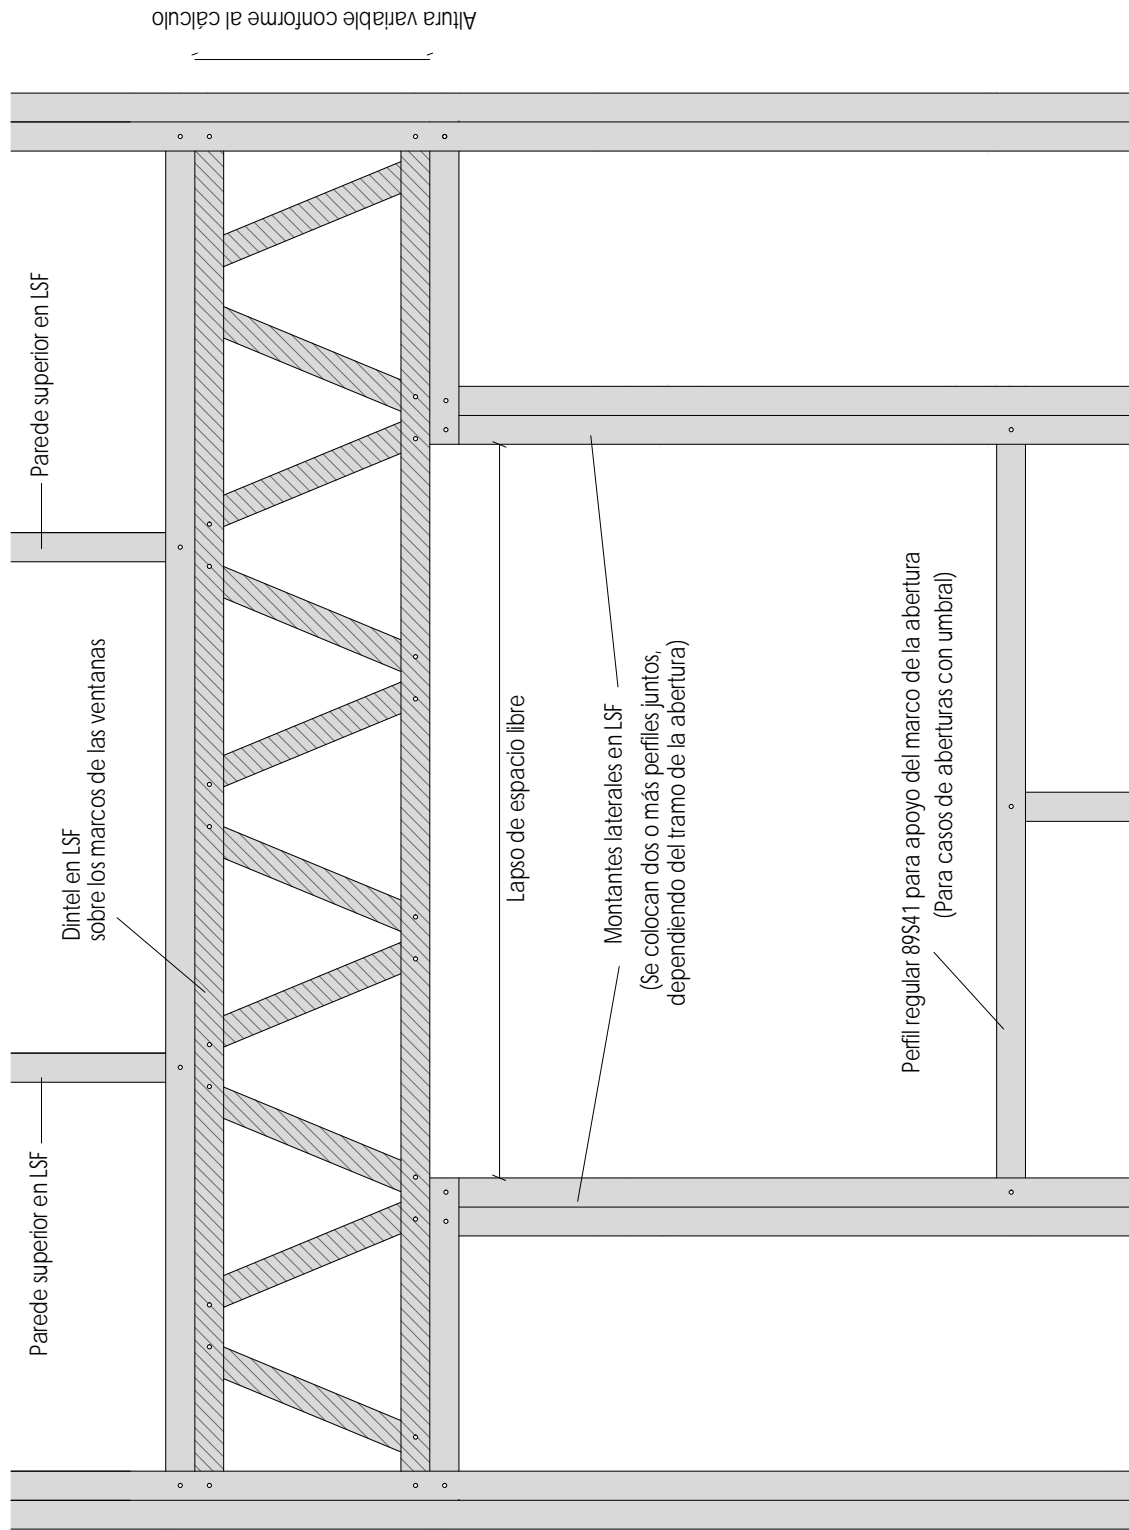 Altura variable conforme al cálculo
Parede superior en LSF
Parede superior en LSF
Dintel en LSF
sobre los marcos de las ventanas
Lapso de espacio libre
Montantes laterales en LSF
(Se colocan dos o más perfiles juntos,
dependiendo del tramo de la abertura)
Perfil regular 89S41 para apoyo del marco de la abertura
(Para casos de aberturas con umbral)